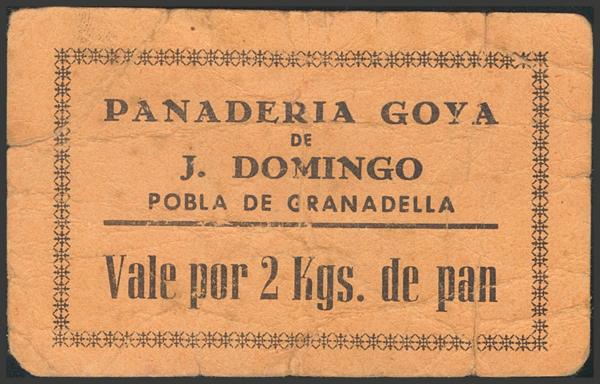 PANADERIA GOYA
DE
J. DOMINGO
POBLA DE GRANADELLA
Vale por 2 Kgs. de pan